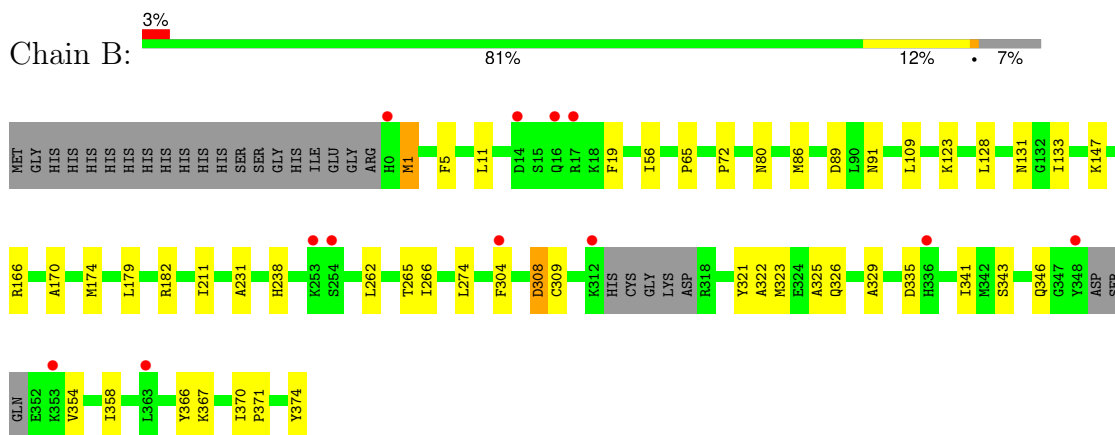 3%
Chain B:
81% 12% • 7%
MET GLY HIS HIS HIS HIS HIS HIS HIS HIS HIS HIS SER SER GLY HIS ILE GLU GLY ARG H0 M1 F5 L11 D14 S15 Q16 R17 K18 F19 I56 P65 P72 N80 M86 D89 L90 N91 L109 K123 L128 N131 G132 I133 K147
R166 A170 M174 L179 R182 I211 A231 H238 K253 S254 L262 T265 I266 L274 F304 D308 C309 K312 HIS CYS GLY LYS ASP R318 Y321 A322 M323 E324 A325 Q326 A329 D335 H336 I341 M342 S343 Q346 G347 Y348 ASP SER
GLN E352 K353 V354 I358 L363 Y366 K367 I370 P371 Y374